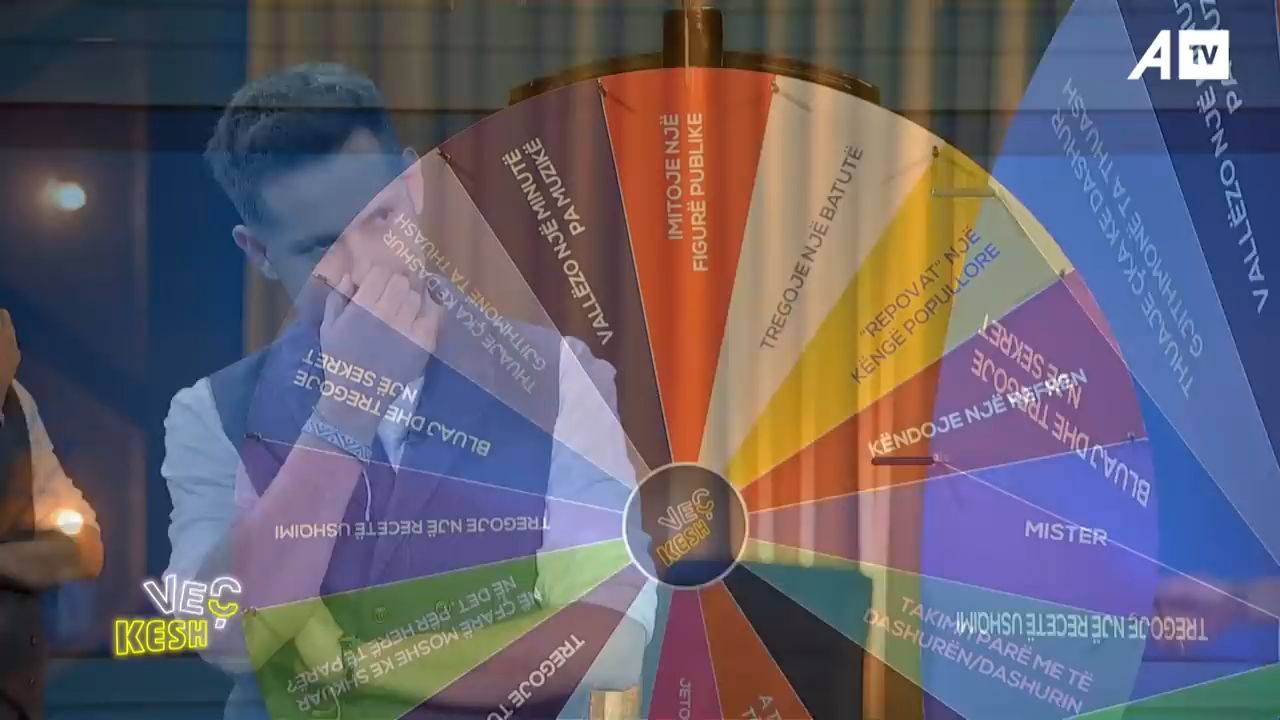 A TV
VALLËZO NJË
THUAJE ÇKA KE DASHUR
GJITHMONË TA THUASH
THUAJE ÇKA KE DASHUR
GJITHMONË TA THUASH
VALLËZO NJË MINUTË
PA MUZIKË
IMITOJE NJË
FIGURË PUBLIKE
TREGOJE NJË BATUTË
"REPOVAT" NJË
KËNGË POPULLORE
KËNDOJE NJË REFREN
BLUAJ DHE TREGOJE
NJË SEKRET
MISTER
TREGOJE NJË RECETË USHQIMI
TAKIMI I PARË ME TË
DASHURËN/DASHURIN
BLUAJ DHE TREGOJE
NJË SEKRET
TREGOJE NJË RECETË USHQIMI
NË ÇFARË MOSHE KE SHKUAR
NË DET, PËR HERË TË PARË?
TREGOJE
VEÇ
KESH
VEÇ
KESH